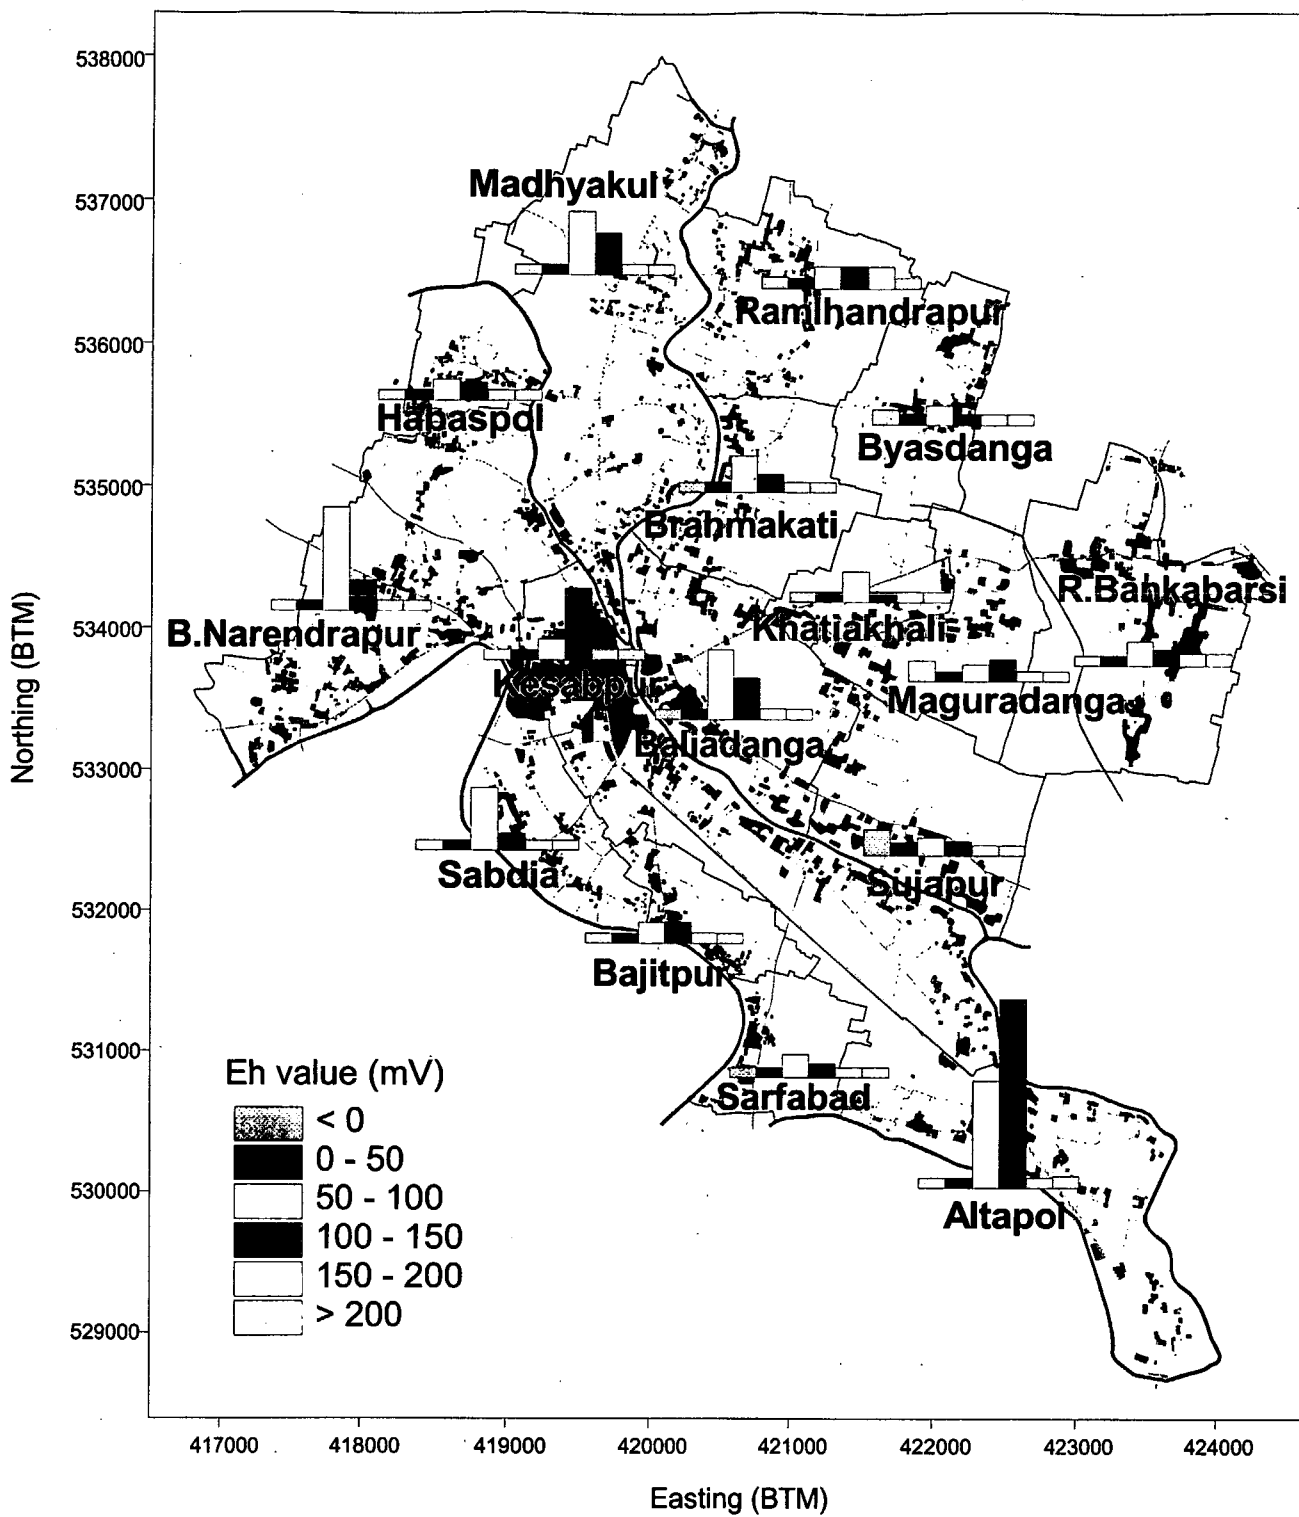 538000
Madhyakul
537000
Ramlhandrapur
536000
Habaspol
Byasdanga
535000
Brahmakati
R.Bahkabarsi
534000
B.Narendrapur
Khatiakhali
Kesabpur
Maguradanga
Baliadanga
533000
Sabdia
Sujapur
532000
Bajitpur
531000
Sarfabad
530000
Altapol
529000
Northing (BTM)
Eh value (mV)
< 0
0 - 50
50 - 100
100 - 150
150 - 200
> 200
417000 418000 419000 420000 421000 422000 423000 424000
Easting (BTM)